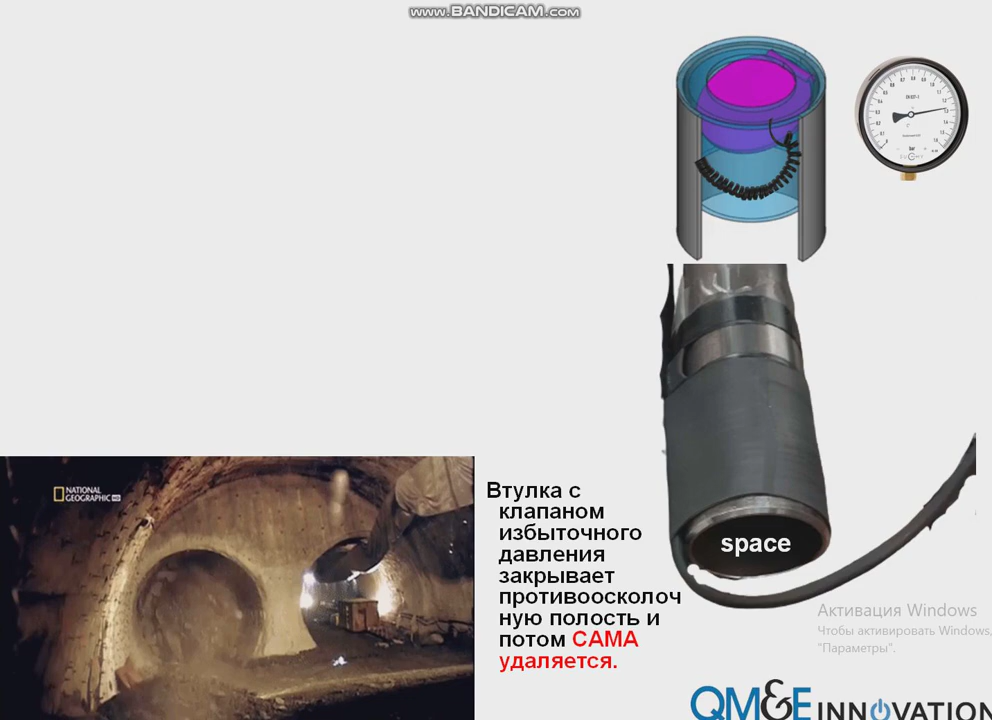 www.BANDICAM.com
NATIONAL
GEOGRAPHIC HD
Втулка с
клапаном
избыточного
давления
закрывает
противоосколоч
ную полость и
потом САМА
удаляется.
space
Активация Windows
Чтобы активировать Windows,
"Параметры".
QM&E INNOVATION